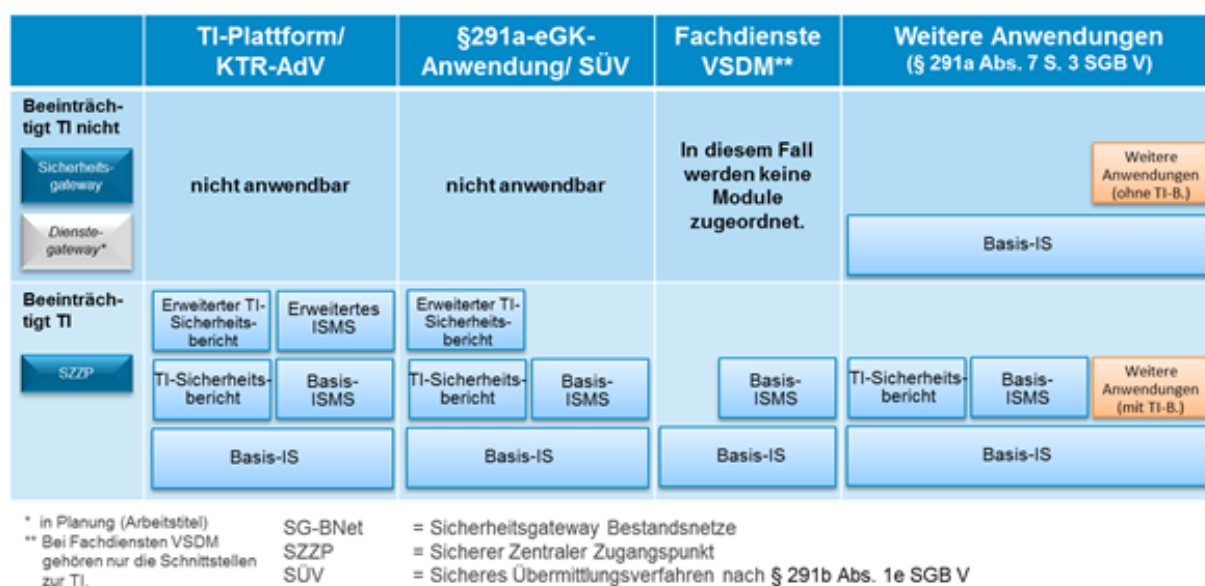 TI-Plattform/
KTR-AdV
§291a-eGK-
Anwendung/ SÜV
Fachdienste
VSDM**
Weitere Anwendungen
(§ 291a Abs. 7 S. 3 SGB V)
Beeinträch-
tigt TI nicht
Sicherheits-
gateway
Dienste-
gateway*
nicht anwendbar
nicht anwendbar
In diesem Fall
werden keine
Module
zugeordnet.
Weitere
Anwendungen
(ohne TI-B.)
Basis-IS
Beeinträch-
tigt TI
SZZP
Erweiterter TI-
Sicherheits-
bericht
Erweitertes
ISMS
TI-Sicherheits-
bericht
Basis-
ISMS
Basis-IS
Erweiterter TI-
Sicherheits-
bericht
TI-Sicherheits-
bericht
Basis-
ISMS
Basis-IS
Basis-
ISMS
Basis-IS
TI-Sicherheits-
bericht
Basis-
ISMS
Weitere
Anwendungen
(mit TI-B.)
Basis-IS
* in Planung (Arbeitstitel)
** Bei Fachdiensten VSDM
gehören nur die Schnittstellen
zur TI.
SG-BNet = Sicherheitsgateway Bestandsnetze
SZZP = Sicherer Zentraler Zugangspunkt
SÜV = Sicheres Übermittlungsverfahren nach § 291b Abs. 1e SGB V